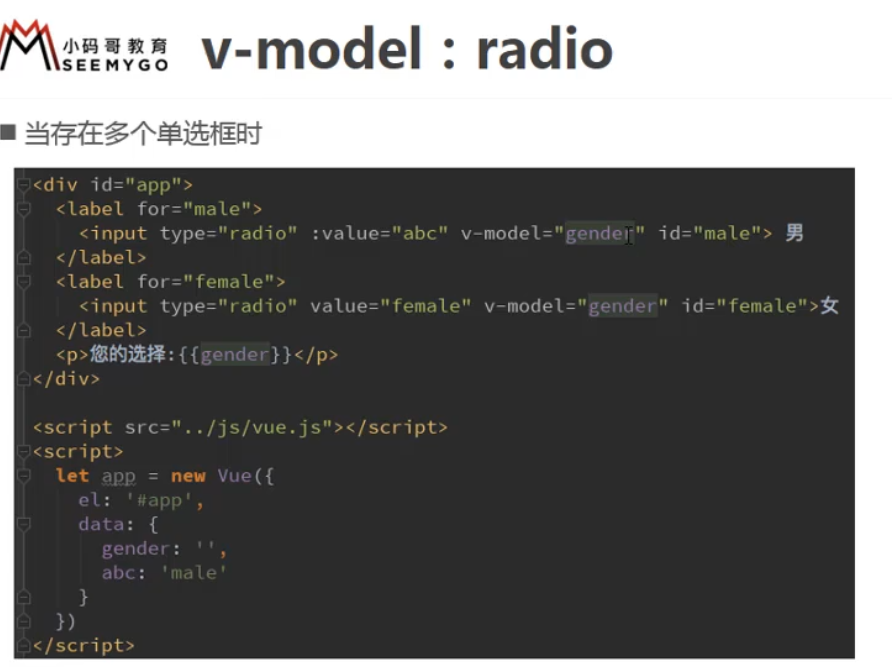 小码哥教育
SEEMYGO
v-model：radio
■ 当存在多个单选框时
<div id="app">
  <label for="male">
    <input type="radio" :value="abc" v-model="gender" id="male"> 男
  </label>
  <label for="female">
    <input type="radio" value="female" v-model="gender" id="female">女
  </label>
  <p>您的选择:{{gender}}</p>
</div>

<script src="../js/vue.js"></script>
<script>
  let app = new Vue({
    el: '#app',
    data: {
      gender: '',
      abc: 'male'
    }
  })
</script>